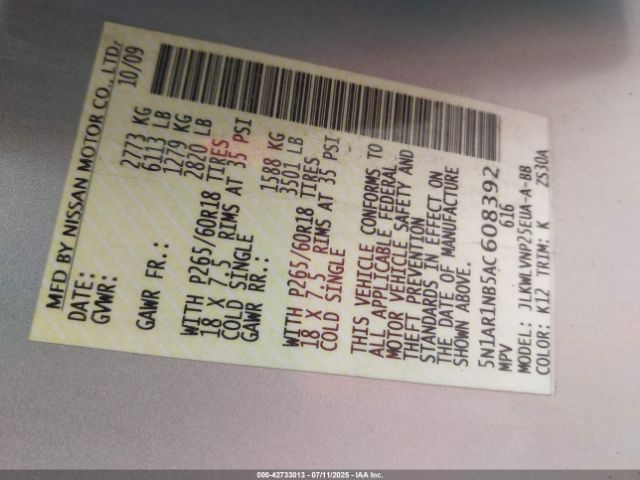 MFD BY NISSAN MOTOR CO., LTD.
DATE: 10/09
GVWR: 2773 KG
6113 LB
GAWR FR.: 1279 KG
2820 LB
WITH P265/60R18 TIRES
18 X 7.5 RIMS AT 35 PSI
COLD SINGLE
GAWR RR.: 1588 KG
3501 LB
WITH P265/60R18 TIRES
18 X 7.5 RIMS AT 35 PSI
COLD SINGLE
THIS VEHICLE CONFORMS TO
ALL APPLICABLE FEDERAL
MOTOR VEHICLE SAFETY AND
THEFT PREVENTION
STANDARDS IN EFFECT ON
THE DATE OF MANUFACTURE
SHOWN ABOVE.
5N1AR1NB5AC608392
MPV 616
MODEL: JLKWLVNP25EUA-A-BB
COLOR: K12 TRIM: K ZS30A
000-42733013 - 07/11/2025 - IAA Inc.